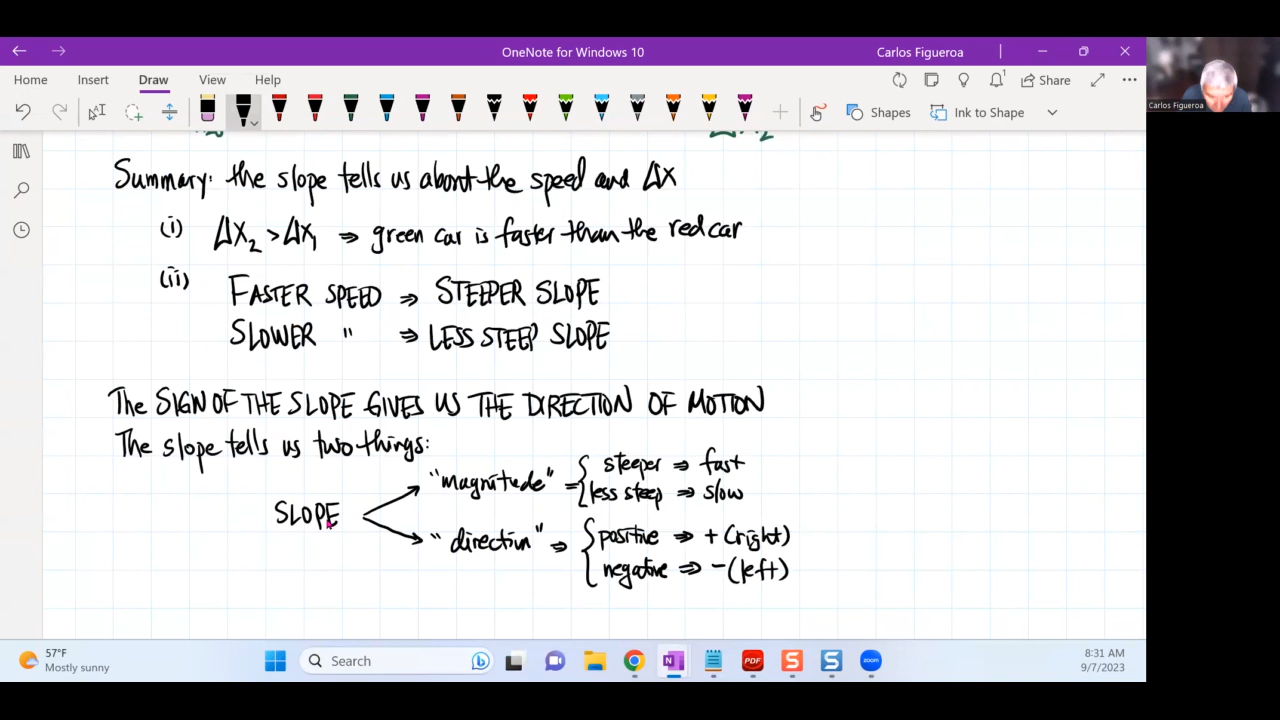 OneNote for Windows 10
Carlos Figueroa
Home Insert Draw View Help
1 Share
Shapes Ink to Shape
Carlos Figueroa
Summary: the slope tells us about the speed and Δx
(i) Δx₂ > Δx₁ ⇒ green car is faster than the red car
(ii) FASTER SPEED ⇒ STEEPER SLOPE
SLOWER " ⇒ LESS STEEP SLOPE
The SIGN OF THE SLOPE GIVES US THE DIRECTION OF MOTION
The slope tells us two things:
SLOPE
"magnitude" = { steeper ⇒ fast
less steep ⇒ slow
"direction" ⇒ { positive ⇒ + (right)
negative ⇒ - (left)
57°F
Mostly sunny
Search
PDF S S zoom
8:31 AM
9/7/2023